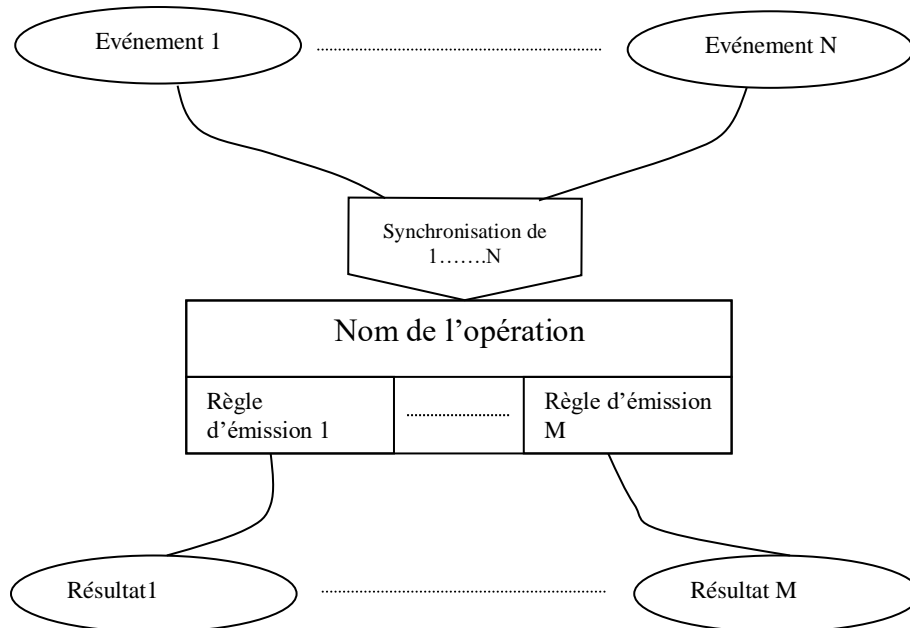 Evénement 1
Evénement N
Synchronisation de
1…….N
Nom de l’opération
Règle
d’émission 1
Règle d’émission
M
Résultat1
Résultat M